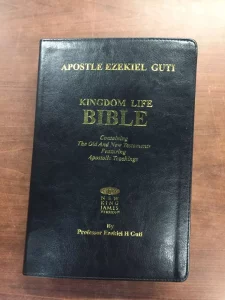 APOSTLE EZEKIEL GUTI
KINGDOM LIFE
BIBLE
Containing
The Old And New Testaments
Featuring
Apostolic Teachings
NEW
KING
JAMES
VERSION
By
Professor Ezekiel H Guti